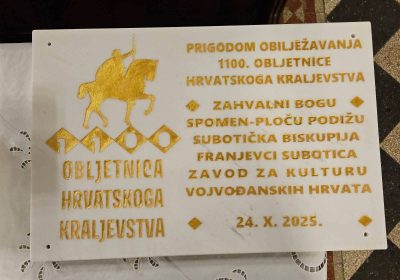 1100
OBLJETNICA
HRVATSKOGA
KRALJEVSTVA
PRIGODOM OBILJEŽAVANJA
1100. OBLJETNICE
HRVATSKOGA KRALJEVSTVA
ZAHVALNI BOGU
SPOMEN-PLOČU PODIŽU
SUBOTIČKA BISKUPIJA
FRANJEVCI SUBOTICA
ZAVOD ZA KULTURU
VOJVOĐANSKIH HRVATA
24. X. 2025.